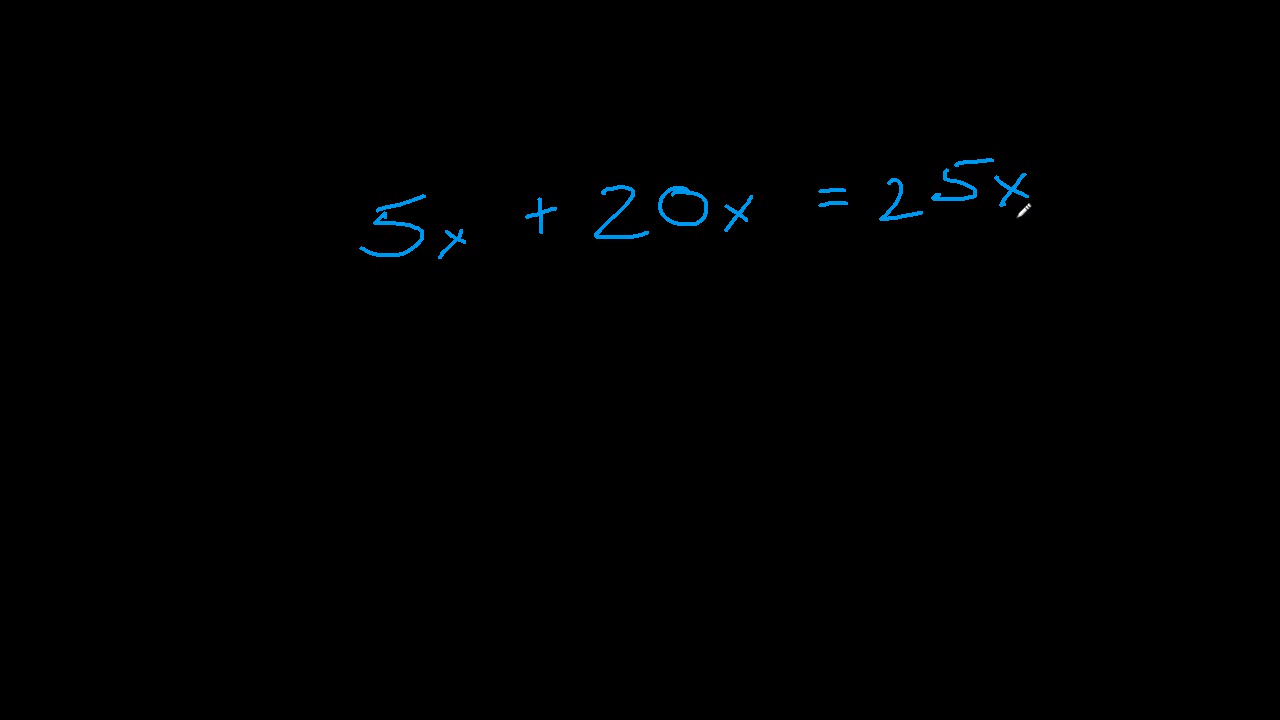 5x + 20x = 25x